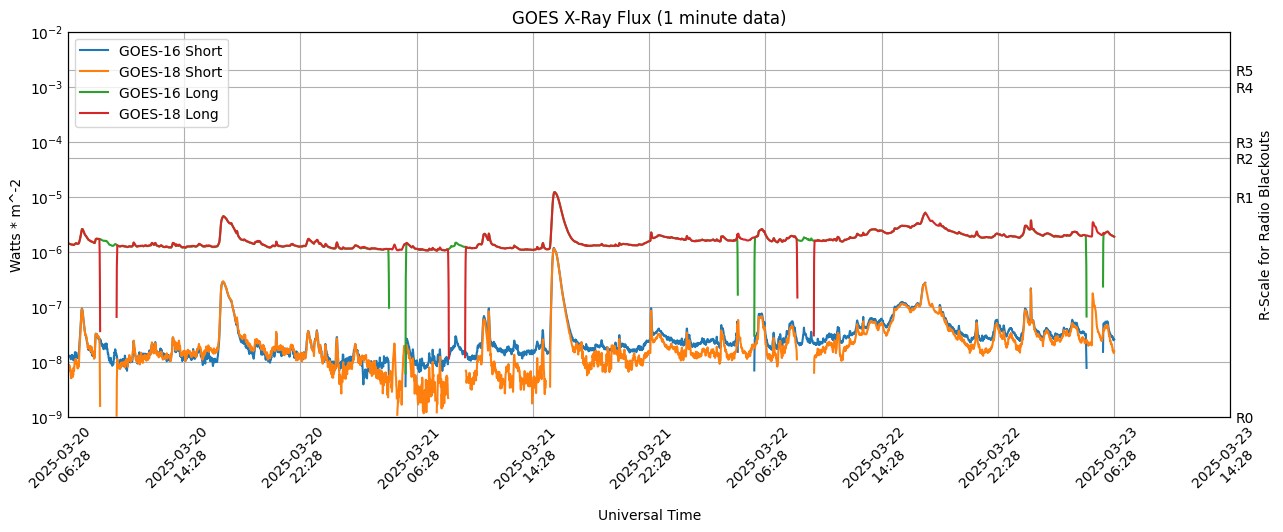 GOES X-Ray Flux (1 minute data)
GOES-16 Short
GOES-18 Short
GOES-16 Long
GOES-18 Long
10^-2
10^-3
10^-4
10^-5
10^-6
10^-7
10^-8
10^-9
Watts * m^-2
R5
R4
R3
R2
R1
R0
R-Scale for Radio Blackouts
2025-03-20
06:28
2025-03-20
14:28
2025-03-20
22:28
2025-03-21
06:28
2025-03-21
14:28
2025-03-21
22:28
2025-03-22
06:28
2025-03-22
14:28
2025-03-22
22:28
2025-03-23
06:28
2025-03-23
14:28
Universal Time